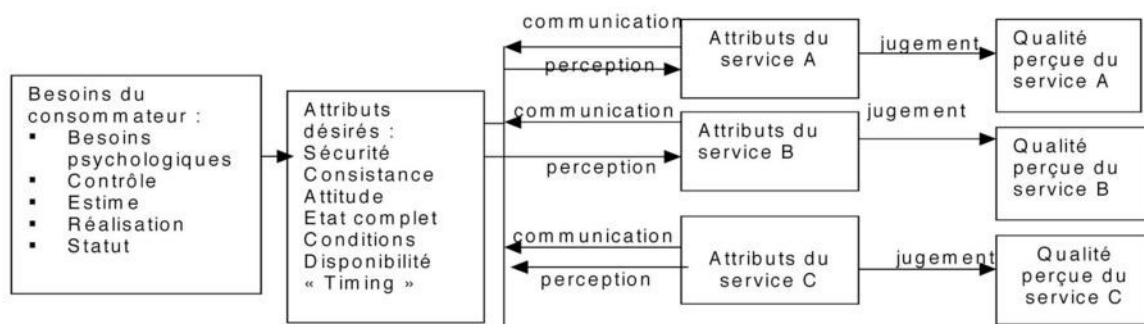 Besoins du
consommateur :
▪ Besoins
psychologiques
▪ Contrôle
▪ Estime
▪ Réalisation
▪ Statut
Attributs
désirés :
Sécurité
Consistance
Attitude
Etat complet
Conditions
Disponibilité
« Timing »
communication
perception
Attributs du
service A
jugement
Qualité
perçue du
service A
communication
perception
Attributs du
service B
jugement
Qualité
perçue du
service B
communication
perception
Attributs du
service C
jugement
Qualité
perçue du
service C